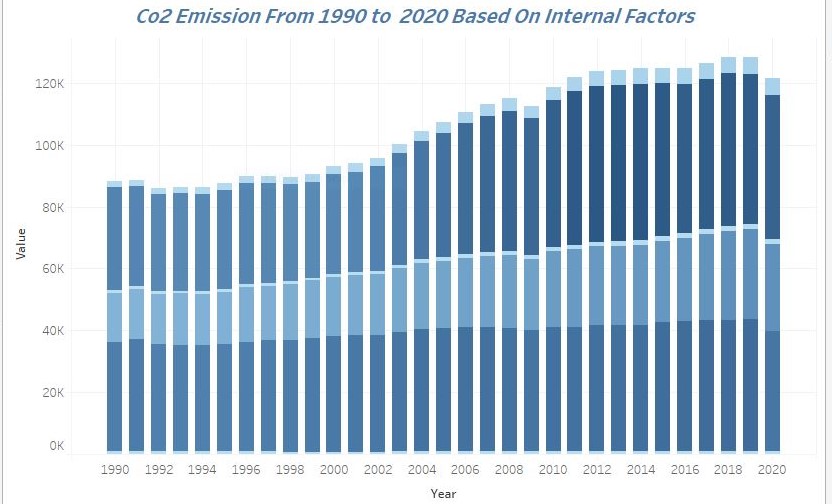 Co2 Emission From 1990 to 2020 Based On Internal Factors
120K
100K
80K
60K
40K
20K
0K
Value
1990 1992 1994 1996 1998 2000 2002 2004 2006 2008 2010 2012 2014 2016 2018 2020
Year